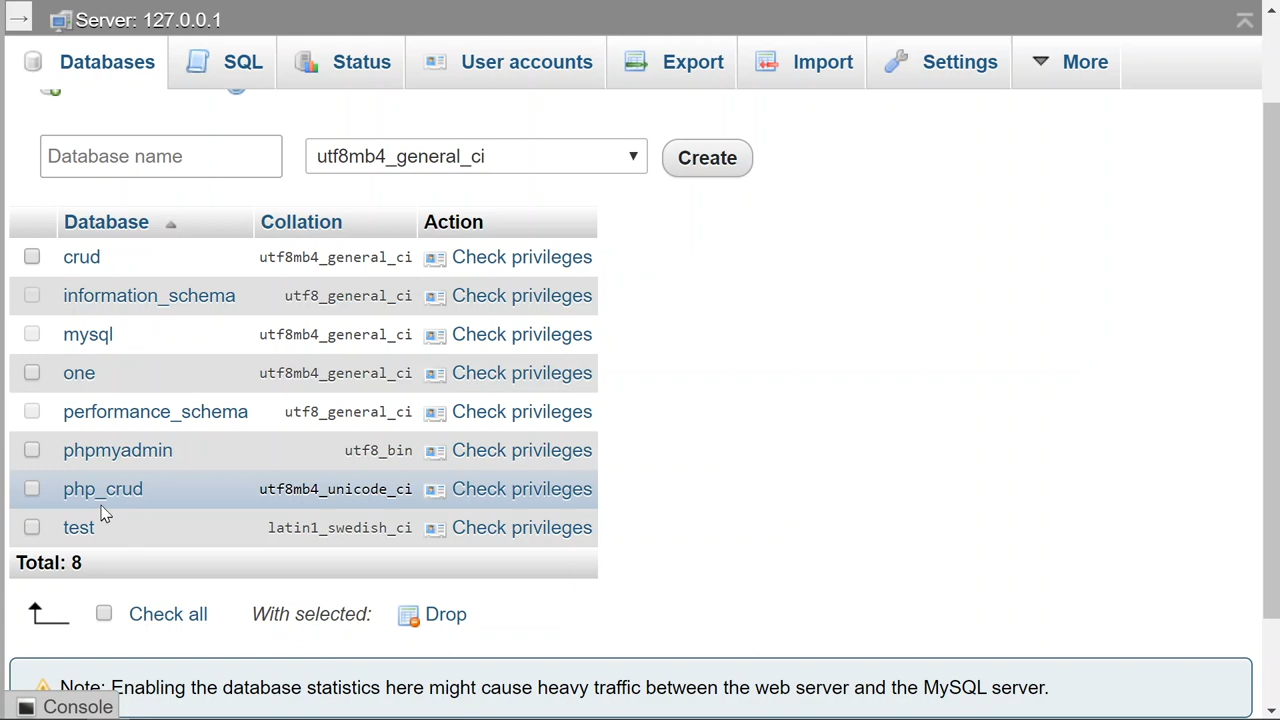 Server: 127.0.0.1
Databases SQL Status User accounts Export Import Settings More
Database name utf8mb4_general_ci Create
Database Collation Action
crud utf8mb4_general_ci Check privileges
information_schema utf8_general_ci Check privileges
mysql utf8mb4_general_ci Check privileges
one utf8mb4_general_ci Check privileges
performance_schema utf8_general_ci Check privileges
phpmyadmin utf8_bin Check privileges
php_crud utf8mb4_unicode_ci Check privileges
test latin1_swedish_ci Check privileges
Total: 8
Check all With selected: Drop
Note: Enabling the database statistics here might cause heavy traffic between the web server and the MySQL server.
Console